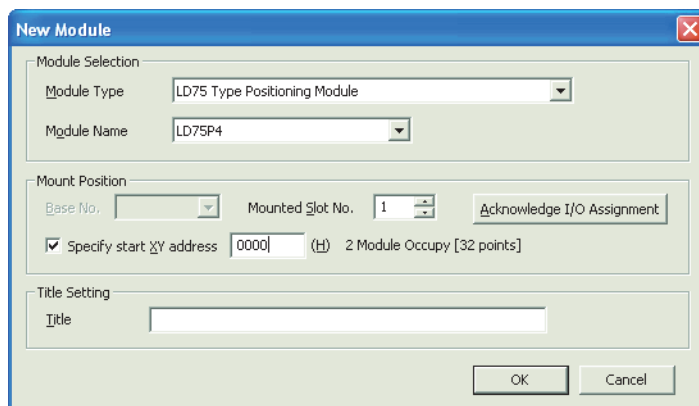 New Module
Module Selection
Module Type LD75 Type Positioning Module
Module Name LD75P4
Mount Position
Base No. Mounted Slot No. 1 Acknowledge I/O Assignment
Specify start XY address 0000 (H) 2 Module Occupy [32 points]
Title Setting
Title
OK Cancel